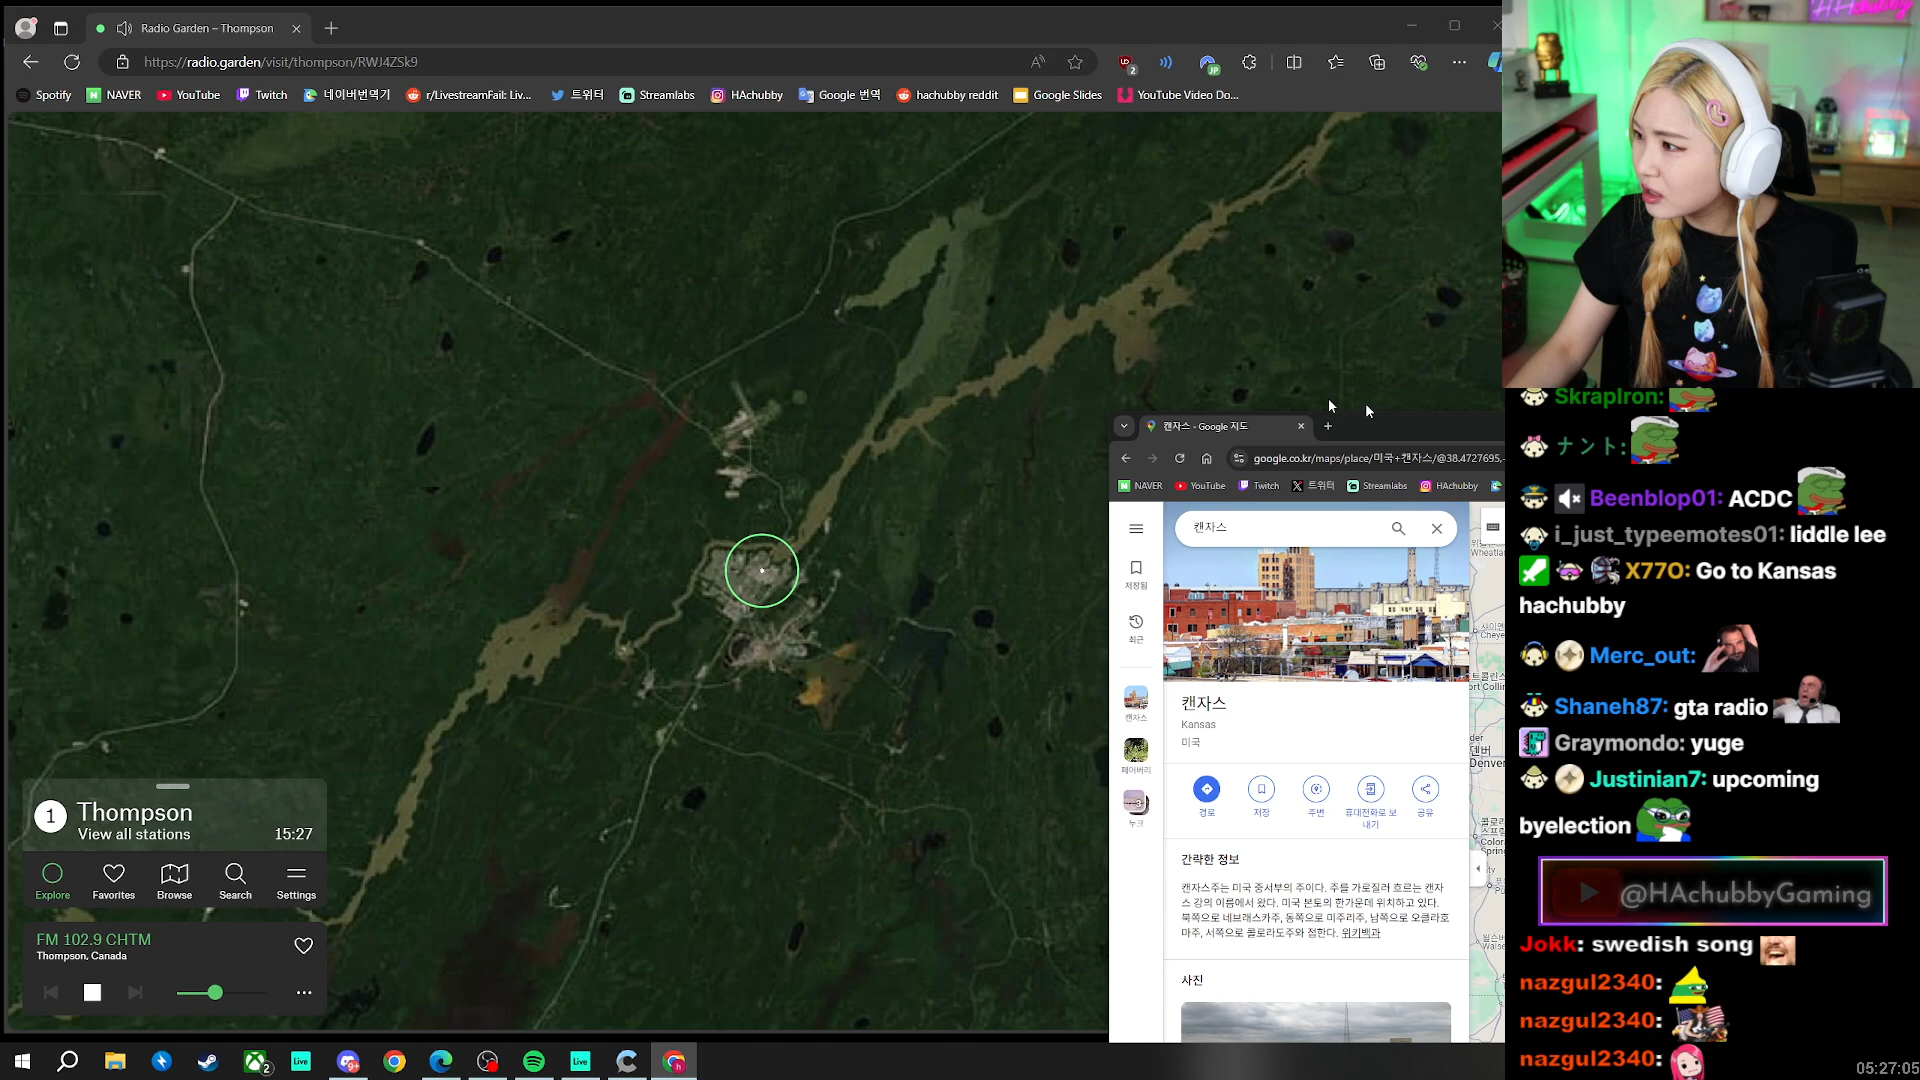 Radio Garden – Thompson
https://radio.garden/visit/thompson/RWJ4ZSk9
Spotify NAVER YouTube Twitch 네이버번역기 r/LivestreamFail: Liv... 트위터 Streamlabs HAchubby Google 번역 hachubby reddit Google Slides YouTube Video Do...
1 Thompson
View all stations 15:27
Explore Favorites Browse Search Settings
FM 102.9 CHTM
Thompson, Canada
캔자스 - Google 지도
google.co.kr/maps/place/미국+캔자스/@38.4727695,-
NAVER YouTube Twitch 트위터 Streamlabs HAchubby
캔자스
저장됨
최근
캔자스
페이버리
3
누크
캔자스
Kansas
미국
경로 저장 주변 휴대전화로 보내기 공유
간략한 정보
캔자스주는 미국 중서부의 주이다. 주를 가로질러 흐르는 캔자
스 강의 이름에서 왔다. 미국 본토의 한가운데 위치하고 있다.
북쪽으로 네브래스카주, 동쪽으로 미주리주, 남쪽으로 오클라호
마주, 서쪽으로 콜로라도주와 접한다. 위키백과
사진
Wheatla
Cheye
ort Collin
덴버
Denver
SkrapIron:
ナント:
Beenblop01: ACDC
i_just_typeemotes01: liddle lee
X77O: Go to Kansas
hachubby
Merc_out:
Shaneh87: gta radio
Graymondo: yuge
Justinian7: upcoming
byelection
@HAchubbyGaming
Jokk: swedish song
nazgul2340:
nazgul2340:
nazgul2340:
05:27:05